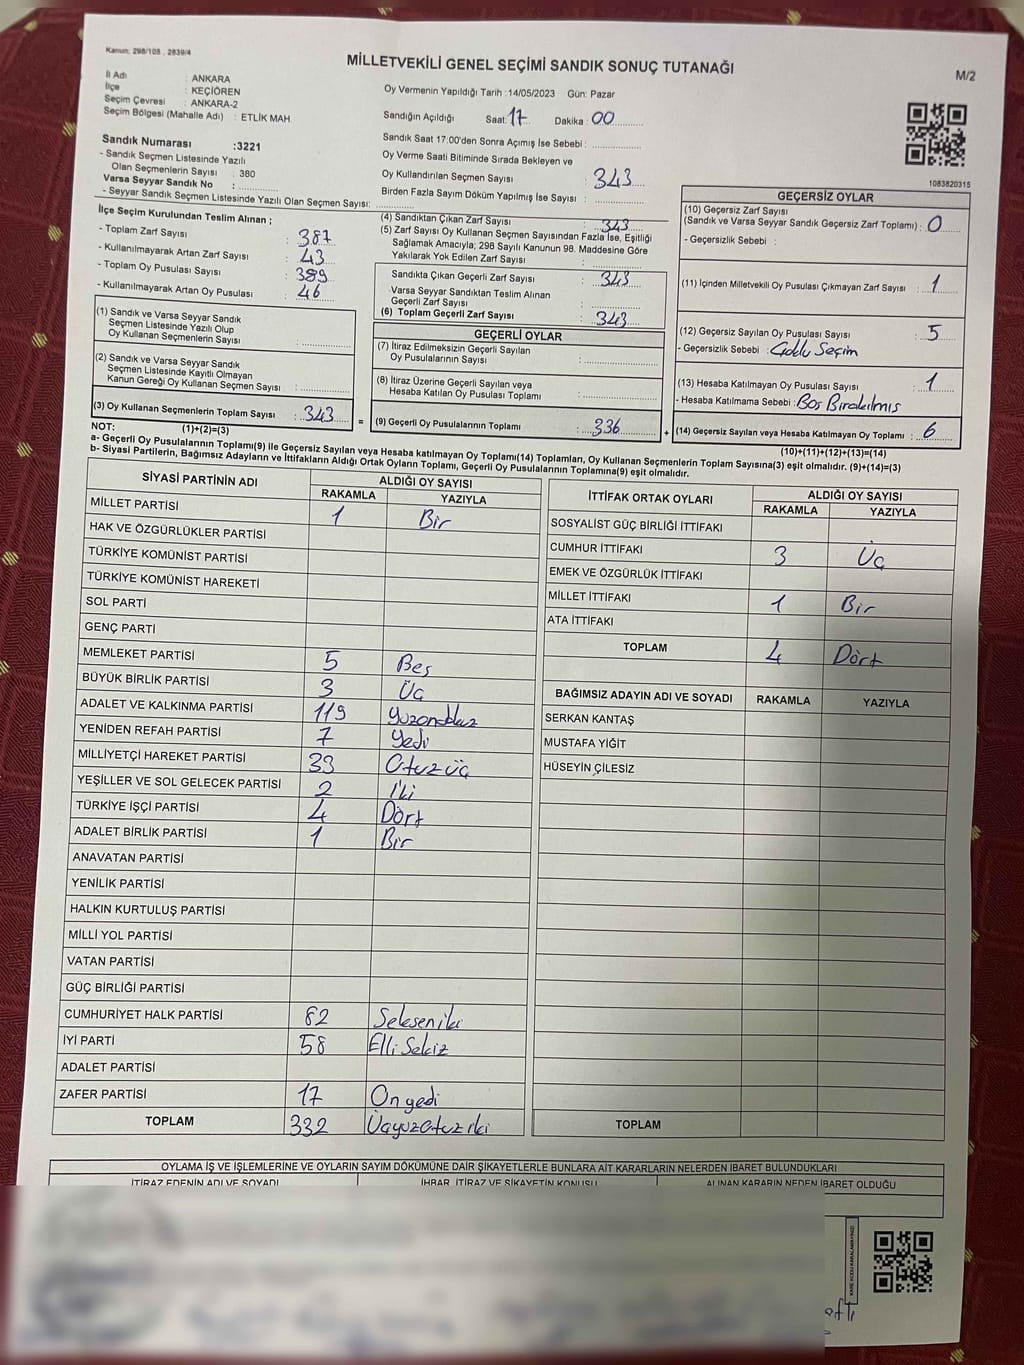 Kanun: 298/105 , 2839/4
MİLLETVEKİLİ GENEL SEÇİMİ SANDIK SONUÇ TUTANAĞI
M/2
İl Adı : ANKARA
İlçe : KEÇİÖREN
Seçim Çevresi : ANKARA-2
Seçim Bölgesi (Mahalle Adı) : ETLİK MAH.
Oy Vermenin Yapıldığı Tarih :14/05/2023 Gün: Pazar
Sandığın Açıldığı Saat: 17 Dakika : 00
Sandık Saat 17:00'den Sonra Açımış İse Sebebi :
Oy Verme Saati Bitiminde Sırada Bekleyen ve
Oy Kullandırılan Seçmen Sayısı : 343
Birden Fazla Sayım Döküm Yapılmış İse Sayısı :
Sandık Numarası :3221
- Sandık Seçmen Listesinde Yazılı
Olan Seçmenlerin Sayısı : 380
Varsa Seyyar Sandık No :
- Seyyar Sandık Seçmen Listesinde Yazılı Olan Seçmen Sayısı:
1083820315
İlçe Seçim Kurulundan Teslim Alınan ;
- Toplam Zarf Sayısı : 387
- Kullanılmayarak Artan Zarf Sayısı : 43
- Toplam Oy Pusulası Sayısı : 389
- Kullanılmayarak Artan Oy Pusulası : 46
(1) Sandık ve Varsa Seyyar Sandık
Seçmen Listesinde Yazılı Olup
Oy Kullanan Seçmenlerin Sayısı :
(2) Sandık ve Varsa Seyyar Sandık
Seçmen Listesinde Kayıtlı Olmayan
Kanun Gereği Oy Kullanan Seçmen Sayısı :
(3) Oy Kullanan Seçmenlerin Toplam Sayısı : 343 =
(4) Sandıktan Çıkan Zarf Sayısı : 343
(5) Zarf Sayısı Oy Kullanan Seçmen Sayısından Fazla İse, Eşitliği
Sağlamak Amacıyla; 298 Sayılı Kanunun 98. Maddesine Göre
Yakılarak Yok Edilen Zarf Sayısı :
Sandıkta Çıkan Geçerli Zarf Sayısı : 343
Varsa Seyyar Sandıktan Teslim Alınan
Geçerli Zarf Sayısı :
(6) Toplam Geçerli Zarf Sayısı : 343
GEÇERLİ OYLAR
(7) İtiraz Edilmeksizin Geçerli Sayılan
Oy Pusulalarının Sayısı :
(8) İtiraz Üzerine Geçerli Sayılan veya
Hesaba Katılan Oy Pusulası Toplamı :
(9) Geçerli Oy Pusulalarının Toplamı : 336 +
GEÇERSİZ OYLAR
(10) Geçersiz Zarf Sayısı
(Sandık ve Varsa Seyyar Sandık Geçersiz Zarf Toplamı) : 0
- Geçersizlik Sebebi :
(11) İçinden Milletvekili Oy Pusulası Çıkmayan Zarf Sayısı : 1
(12) Geçersiz Sayılan Oy Pusulası Sayısı : 5
- Geçersizlik Sebebi : Çoklu Seçim
(13) Hesaba Katılmayan Oy Pusulası Sayısı : 1
- Hesaba Katılmama Sebebi : Boş Bırakılmış
(14) Geçersiz Sayılan veya Hesaba Katılmayan Oy Toplamı : 6
NOT: (1)+(2)=(3)
(10)+(11)+(12)+(13)=(14)
a- Geçerli Oy Pusulalarının Toplamı(9) ile Geçersiz Sayılan veya Hesaba katılmayan Oy Toplamı(14) Toplamları, Oy Kullanan Seçmenlerin Toplam Sayısına(3) eşit olmalıdır. (9)+(14)=(3)
b- Siyasi Partilerin, Bağımsız Adayların ve İttifakların Aldığı Ortak Oyların Toplamı, Geçerli Oy Pusulalarının Toplamına(9) eşit olmalıdır.
SİYASİ PARTİNİN ADI ALDIĞI OY SAYISI
RAKAMLA YAZIYLA
MİLLET PARTİSİ 1 Bir
HAK VE ÖZGÜRLÜKLER PARTİSİ
TÜRKİYE KOMÜNİST PARTİSİ
TÜRKİYE KOMÜNİST HAREKETİ
SOL PARTİ
GENÇ PARTİ
MEMLEKET PARTİSİ 5 Beş
BÜYÜK BİRLİK PARTİSİ 3 Üç
ADALET VE KALKINMA PARTİSİ 119 Yüzondokuz
YENİDEN REFAH PARTİSİ 7 Yedi
MİLLİYETÇİ HAREKET PARTİSİ 33 Otuzüç
YEŞİLLER VE SOL GELECEK PARTİSİ 2 İki
TÜRKİYE İŞÇİ PARTİSİ 4 Dört
ADALET BİRLİK PARTİSİ 1 Bir
ANAVATAN PARTİSİ
YENİLİK PARTİSİ
HALKIN KURTULUŞ PARTİSİ
MİLLİ YOL PARTİSİ
VATAN PARTİSİ
GÜÇ BİRLİĞİ PARTİSİ
CUMHURİYET HALK PARTİSİ 82 Seksen iki
İYİ PARTİ 58 Elli Sekiz
ADALET PARTİSİ
ZAFER PARTİSİ 17 On yedi
TOPLAM 332 Üçyüzotuz iki
İTTİFAK ORTAK OYLARI ALDIĞI OY SAYISI
RAKAMLA YAZIYLA
SOSYALİST GÜÇ BİRLİĞİ İTTİFAKI
CUMHUR İTTİFAKI 3 Üç
EMEK VE ÖZGÜRLÜK İTTİFAKI
MİLLET İTTİFAKI 1 Bir
ATA İTTİFAKI
TOPLAM 4 Dört
BAĞIMSIZ ADAYIN ADI VE SOYADI RAKAMLA YAZIYLA
SERKAN KANTAŞ
MUSTAFA YİĞİT
HÜSEYİN ÇİLESİZ
TOPLAM
OYLAMA İŞ VE İŞLEMLERİNE VE OYLARIN SAYIM DÖKÜMÜNE DAİR ŞİKAYETLERLE BUNLARA AİT KARARLARIN NELERDEN İBARET BULUNDUKLARI
İTİRAZ EDENİN ADI VE SOYADI İHBAR, İTİRAZ VE ŞİKAYETİN KONUSU ALINAN KARARIN NEDEN İBARET OLDUĞU